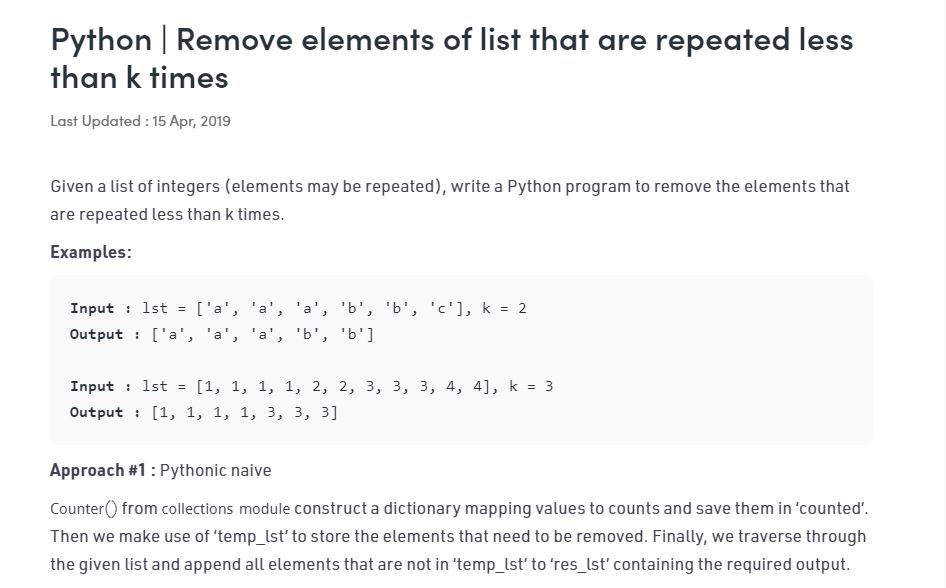 Python | Remove elements of list that are repeated less
than k times
Last Updated : 15 Apr, 2019
Given a list of integers (elements may be repeated), write a Python program to remove the elements that
are repeated less than k times.
Examples:
Input : lst = ['a', 'a', 'a', 'b', 'b', 'c'], k = 2
Output : ['a', 'a', 'a', 'b', 'b']
Input : lst = [1, 1, 1, 1, 2, 2, 3, 3, 3, 4, 4], k = 3
Output : [1, 1, 1, 1, 3, 3, 3]
Approach #1 : Pythonic naive
Counter() from collections module construct a dictionary mapping values to counts and save them in ‘counted’.
Then we make use of ‘temp_lst’ to store the elements that need to be removed. Finally, we traverse through
the given list and append all elements that are not in ‘temp_lst’ to ‘res_lst’ containing the required output.